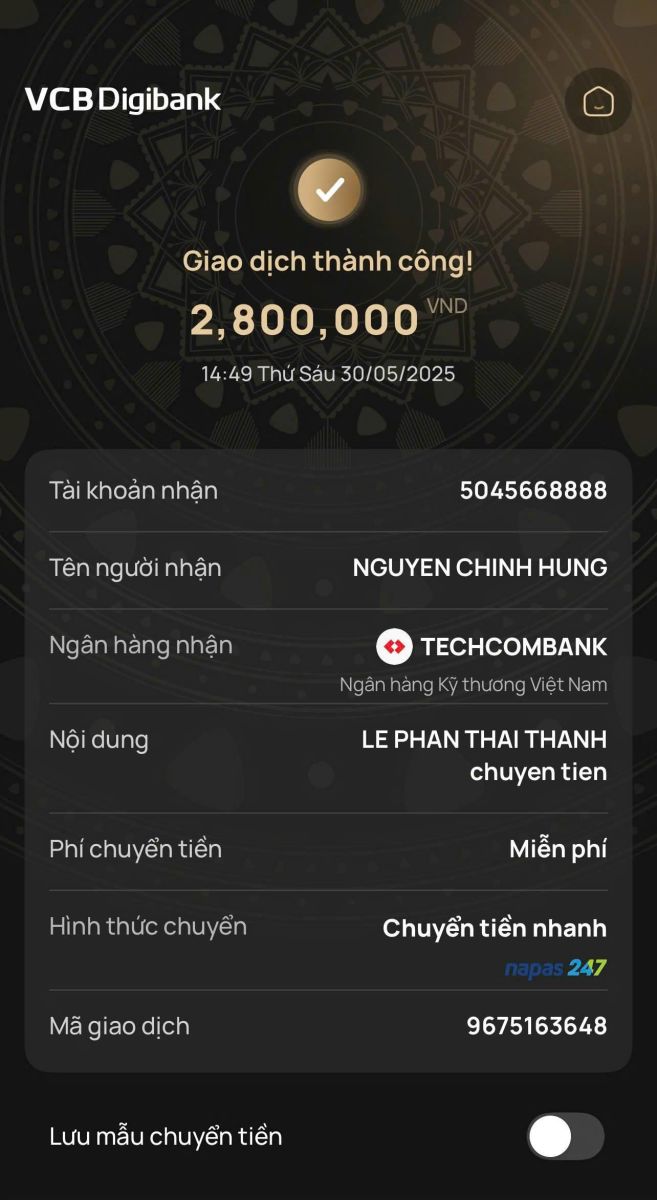 VCB Digibank
Giao dịch thành công!
2,800,000 VND
14:49 Thứ Sáu 30/05/2025
Tài khoản nhận 5045668888
Tên người nhận NGUYEN CHINH HUNG
Ngân hàng nhận TECHCOMBANK
Ngân hàng Kỹ thương Việt Nam
Nội dung LE PHAN THAI THANH
chuyen tien
Phí chuyển tiền Miễn phí
Hình thức chuyển Chuyển tiền nhanh
napas 247
Mã giao dịch 9675163648
Lưu mẫu chuyển tiền